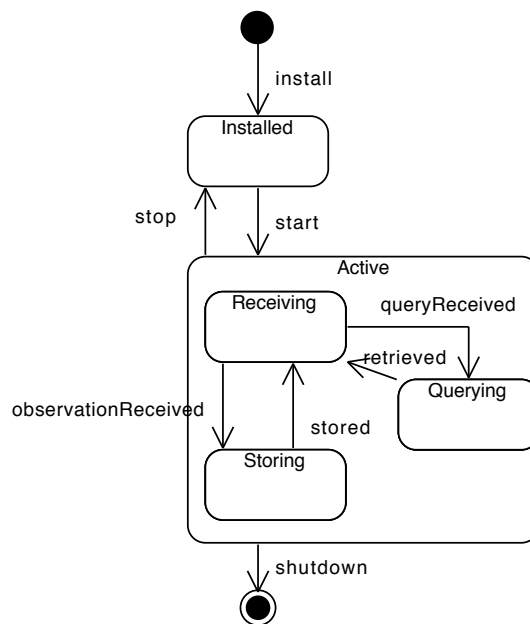 install
Installed
stop
start
Active
Receiving
queryReceived
retrieved
Querying
observationReceived
stored
Storing
shutdown